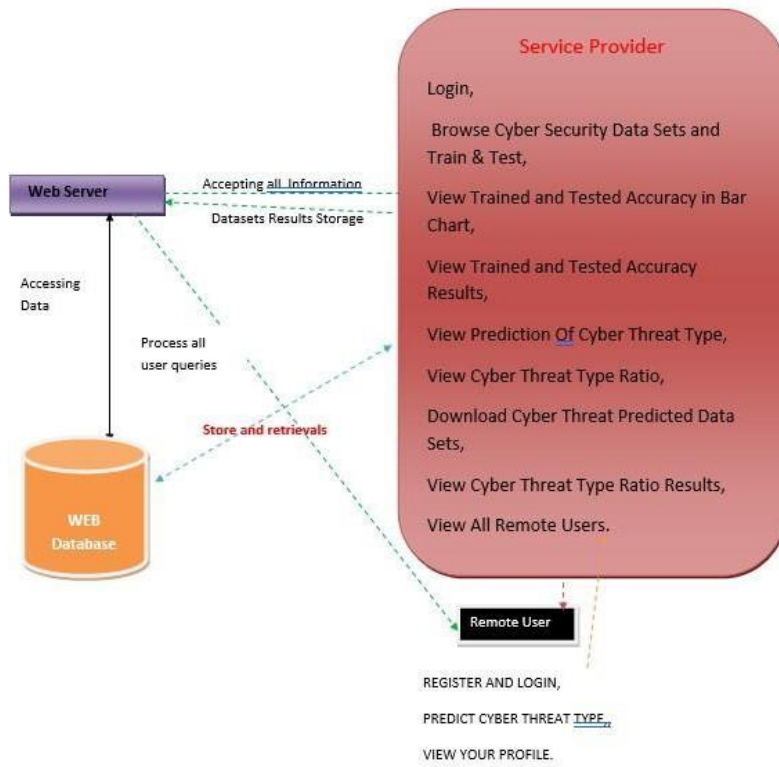 Service Provider
Login,
Browse Cyber Security Data Sets and
Train & Test,
View Trained and Tested Accuracy in Bar
Chart,
View Trained and Tested Accuracy
Results,
View Prediction Of Cyber Threat Type,
View Cyber Threat Type Ratio,
Download Cyber Threat Predicted Data
Sets,
View Cyber Threat Type Ratio Results,
View All Remote Users.
Web Server
Accepting all Information
Datasets Results Storage
Accessing
Data
Process all
user queries
Store and retrievals
WEB
Database
Remote User
REGISTER AND LOGIN,
PREDICT CYBER THREAT TYPE,,
VIEW YOUR PROFILE.